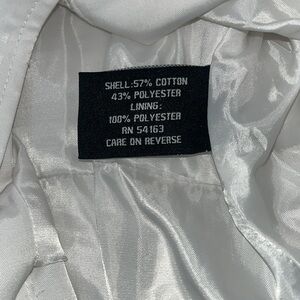 SHELL:57% COTTON
43% POLYESTER
LINING:
100% POLYESTER
RN 54163
CARE ON REVERSE